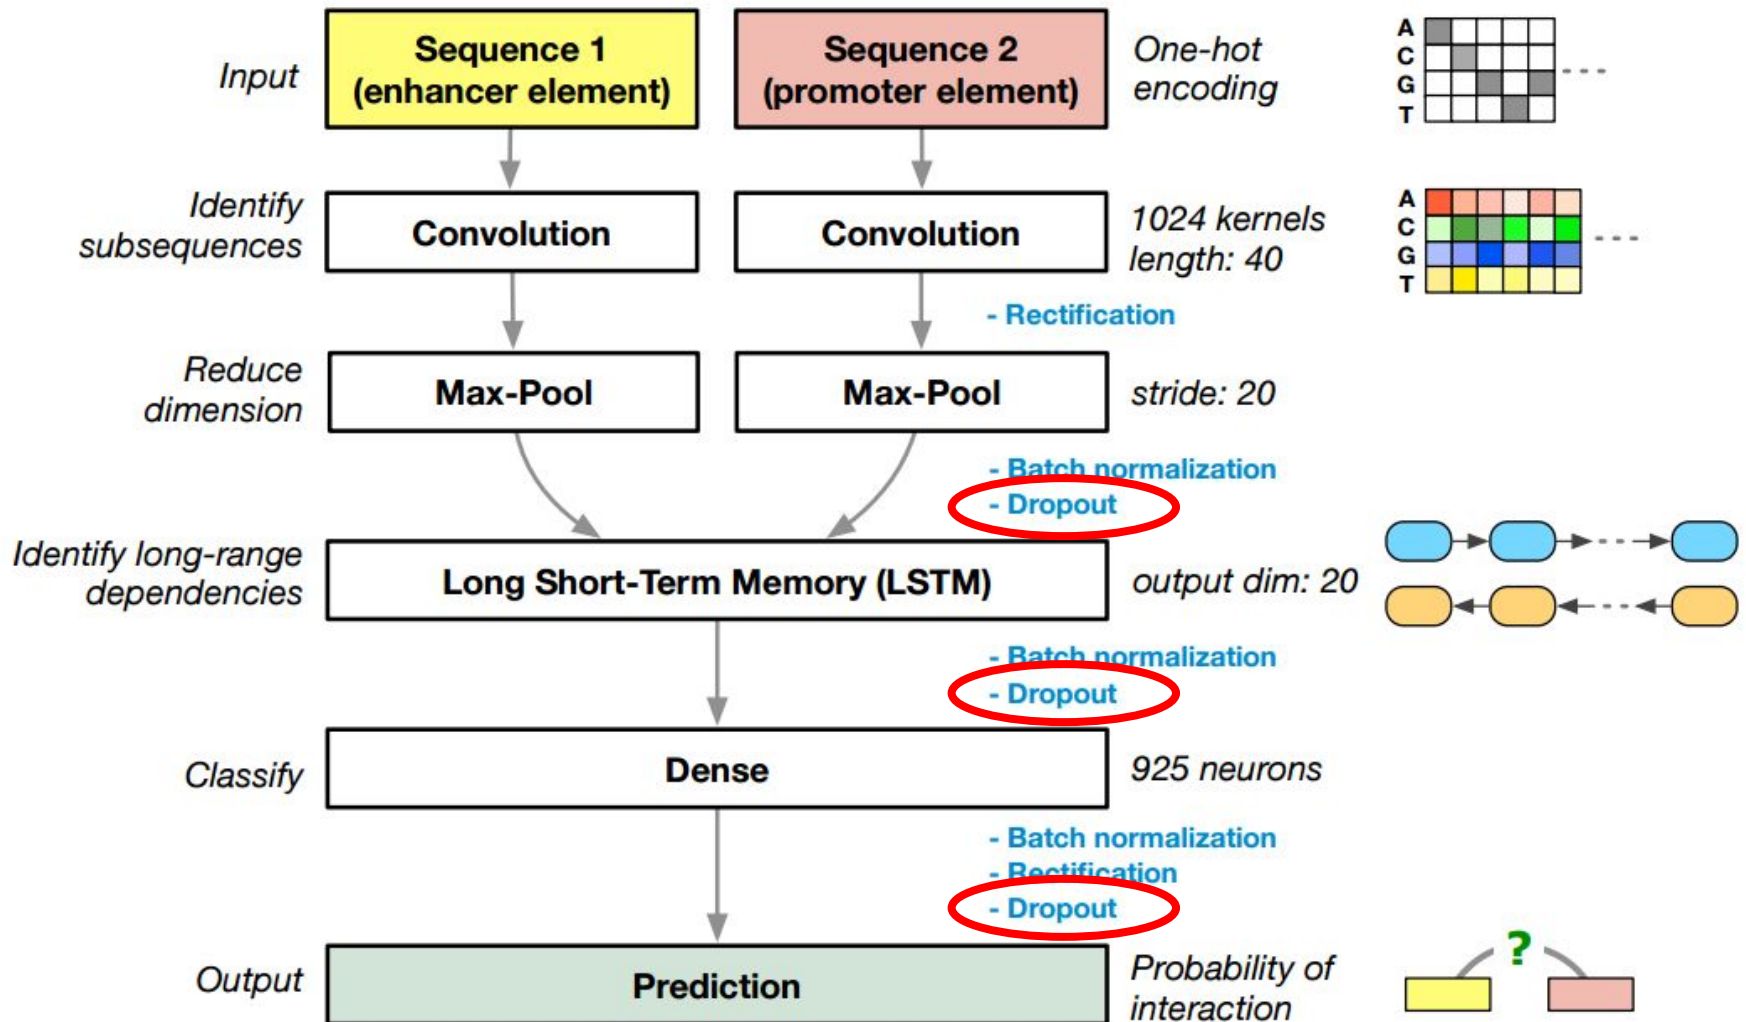 Input
Sequence 1
(enhancer element)
Sequence 2
(promoter element)
One-hot
encoding
A
C
G
T
Identify
subsequences
Convolution
Convolution
1024 kernels
length: 40
A
C
G
T
- Rectification
Reduce
dimension
Max-Pool
Max-Pool
stride: 20
- Batch normalization
- Dropout
Identify long-range
dependencies
Long Short-Term Memory (LSTM)
output dim: 20
- Batch normalization
- Dropout
Classify
Dense
925 neurons
- Batch normalization
- Rectification
- Dropout
Output
Prediction
Probability of
interaction
?